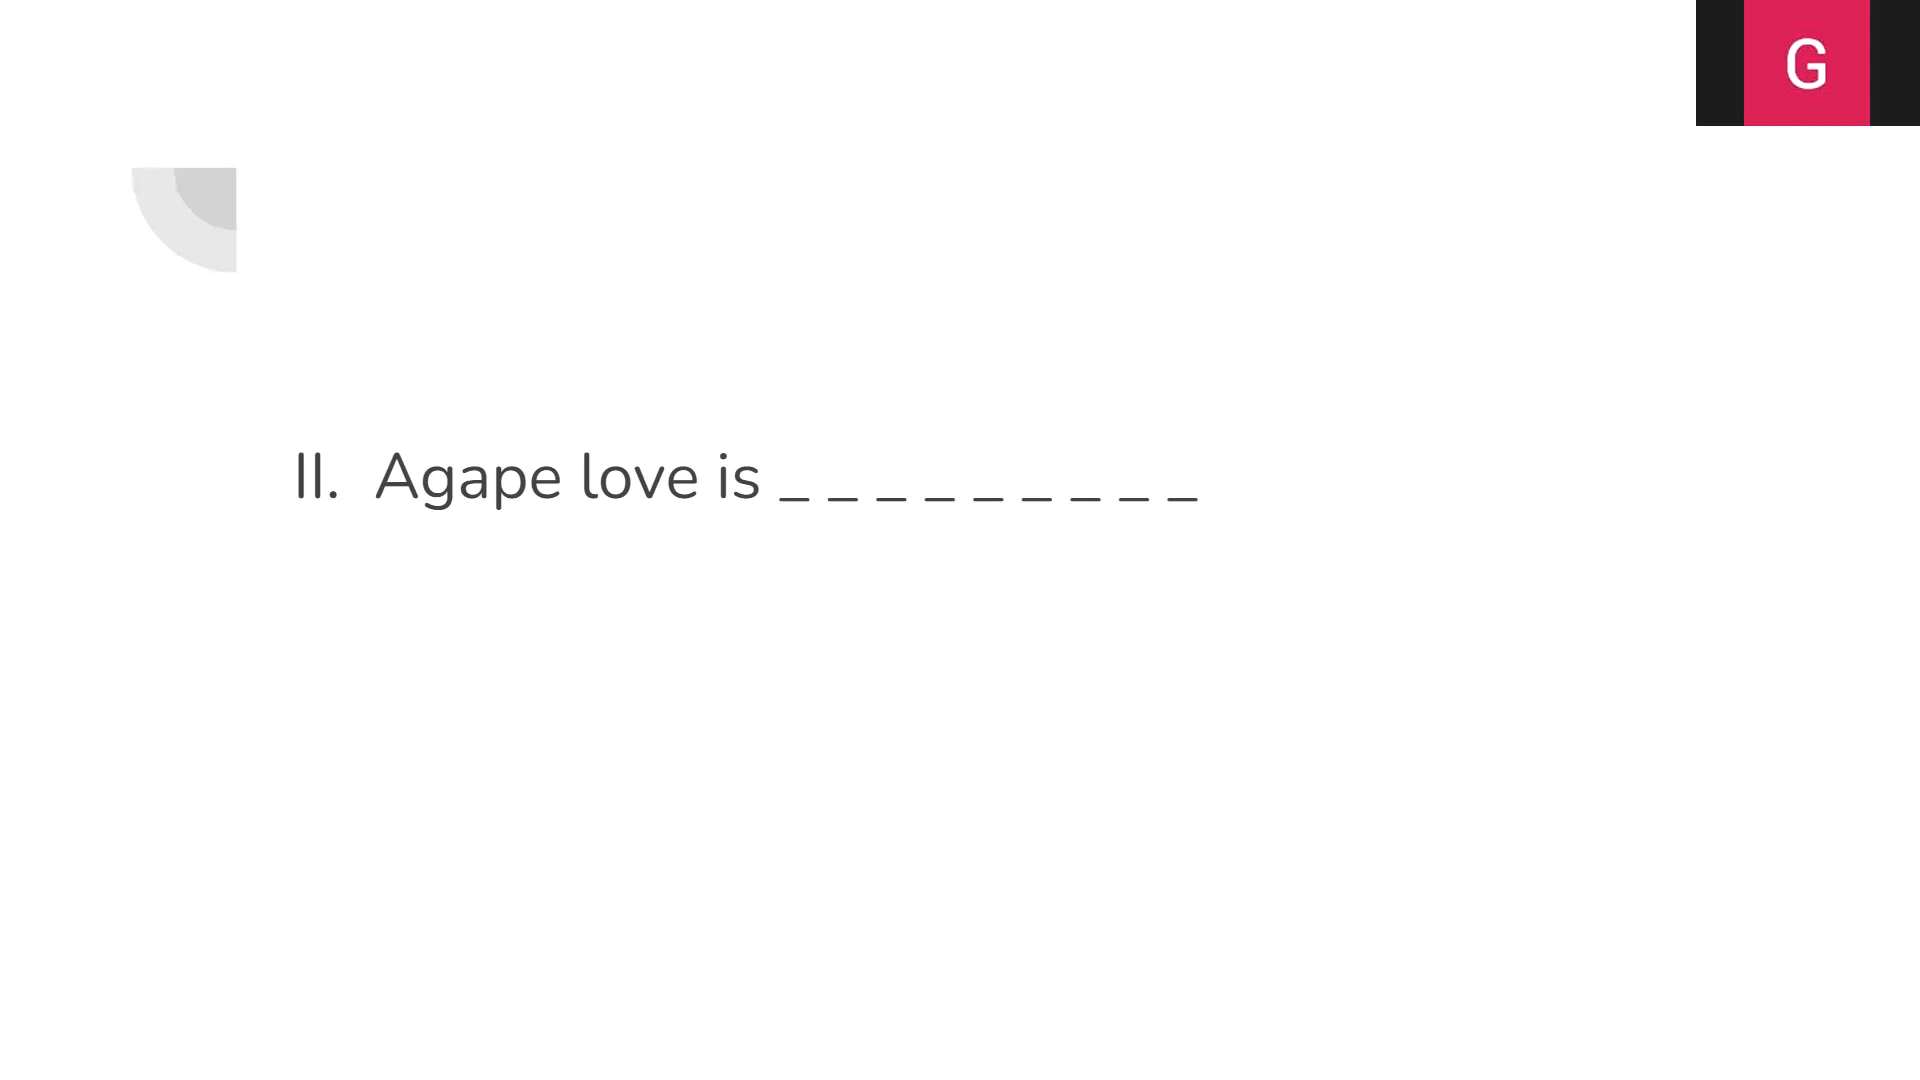 G
II. Agape love is _ _ _ _ _ _ _ _ _